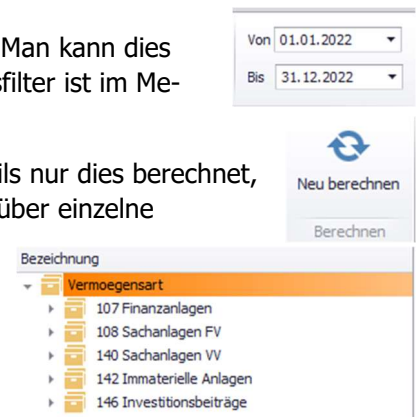 Man kann dies
filter ist im Me-
Von 01.01.2022
Bis 31.12.2022
ils nur dies berechnet,
über einzelne
Neu berechnen
Berechnen
Bezeichnung
Vermoegensart
107 Finanzanlagen
108 Sachanlagen FV
140 Sachanlagen VV
142 Immaterielle Anlagen
146 Investitionsbeiträge